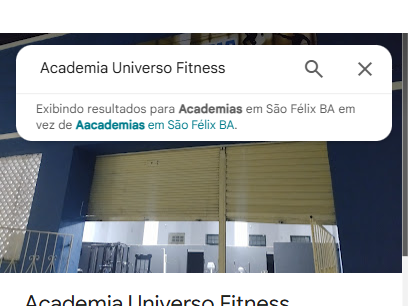 Academia Universo Fitness
Exibindo resultados para Academias em São Félix BA em
vez de Aacademias em São Félix BA.
Academia Universo Fitness